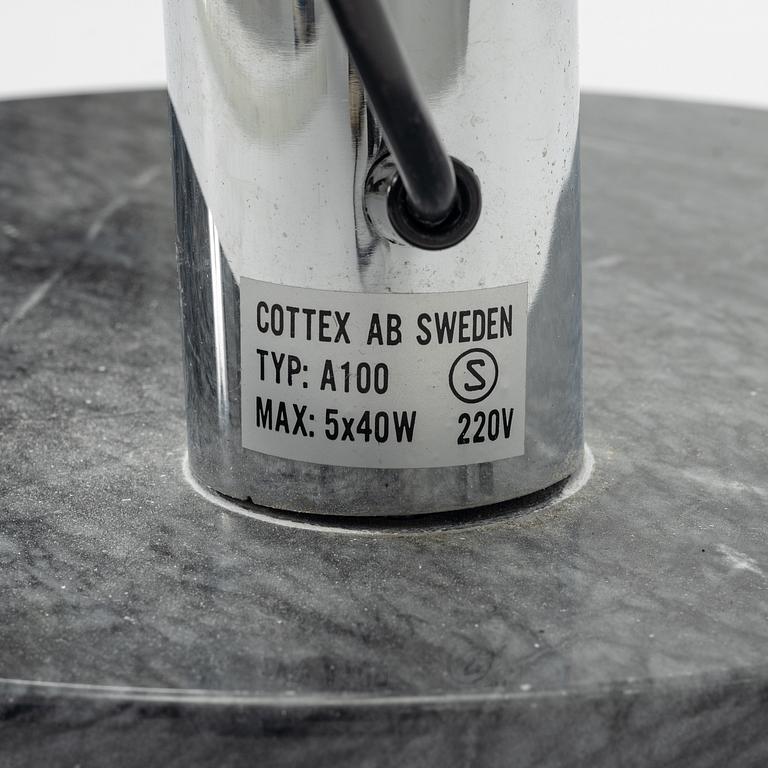 COTTEX AB SWEDEN
TYP: A100 Ⓢ
MAX: 5x40W 220V